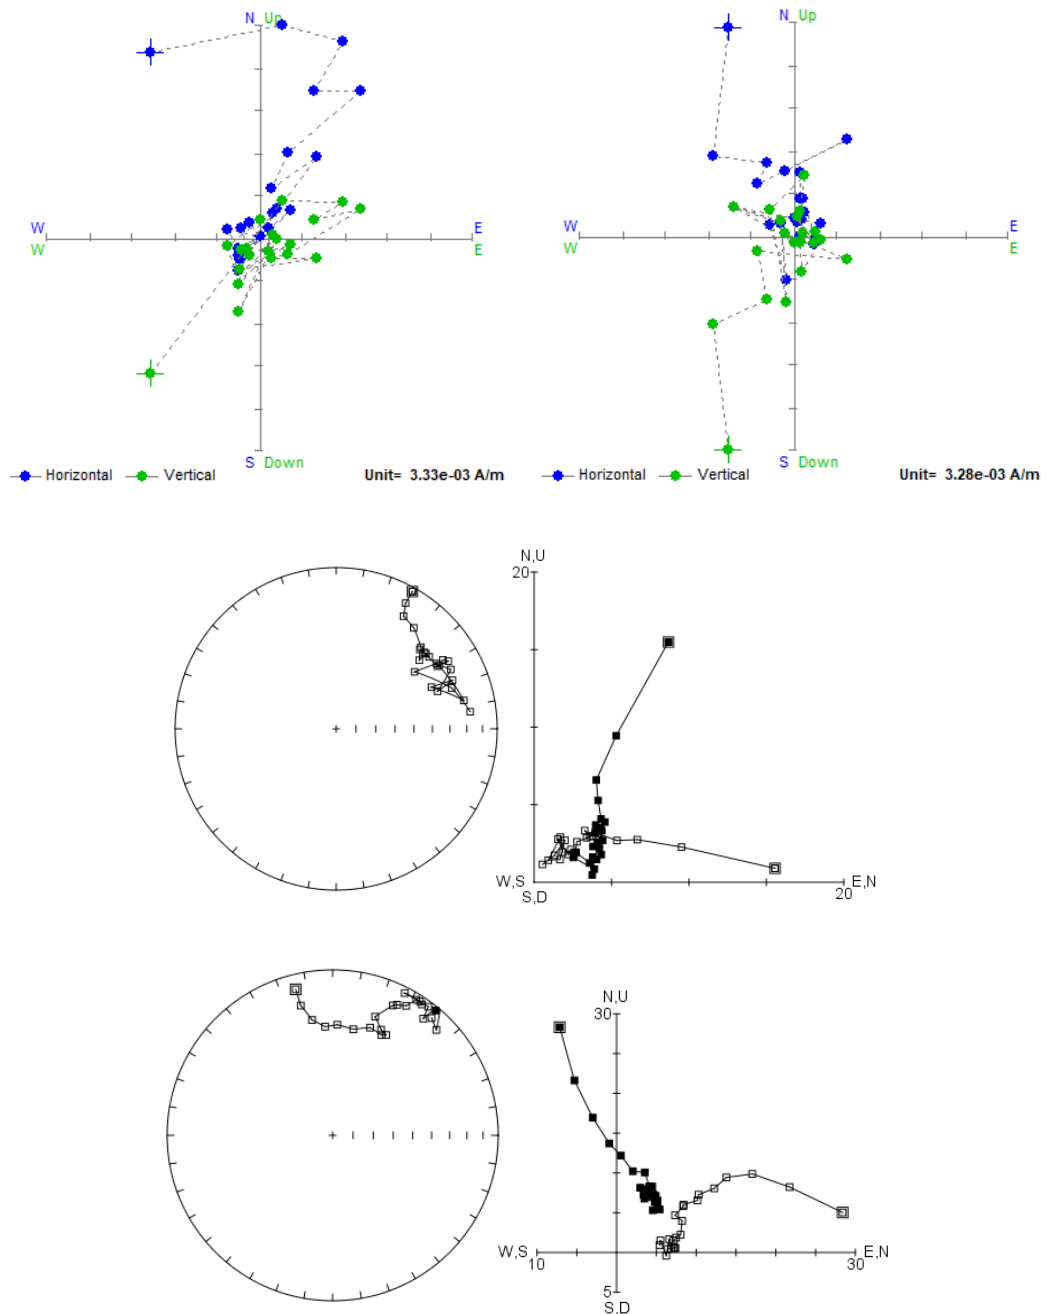 N Up
W E
W E
S Down
Horizontal Vertical Unit= 3.33e-03 A/m
N Up
W E
W E
S Down
Horizontal Vertical Unit= 3.28e-03 A/m
N,U
20
W,S E,N
S,D 20
N,U
30
W,S E,N
10 30
5
S,D